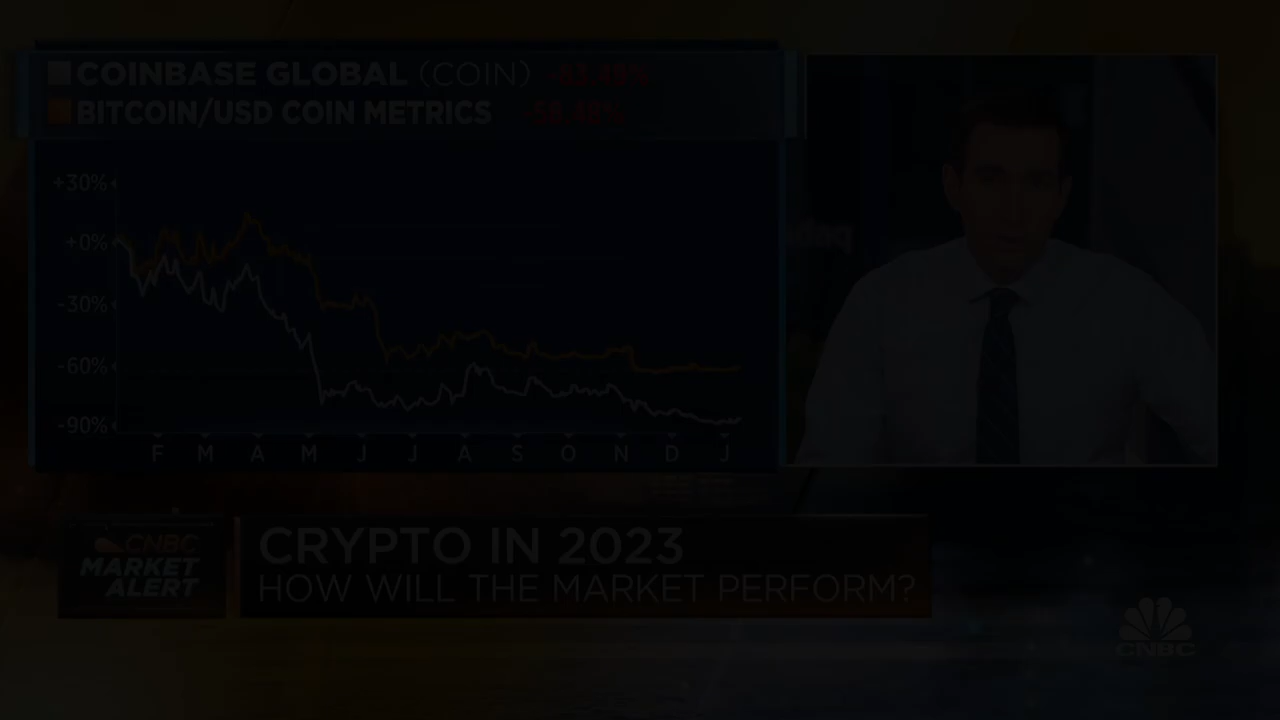 COINBASE GLOBAL (COIN)
BITCOIN/USD COIN METRICS
+30%
+0%
-30%
-60%
-90%
F M A M J J A S O N D J
CNBC
MARKET
ALERT
CRYPTO IN 2023
HOW WILL THE MARKET PERFORM?
CNBC